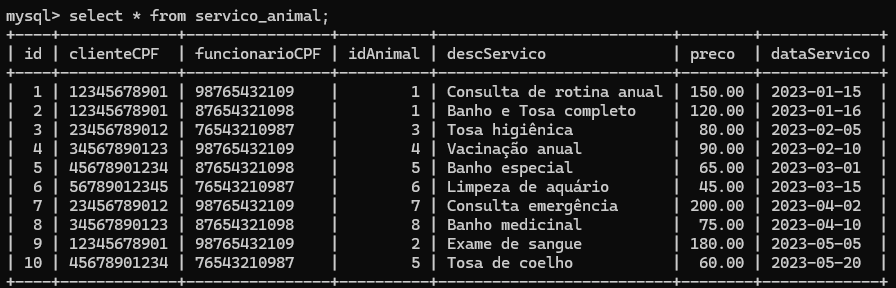 mysql> select * from servico_animal;
+----+-------------+----------------+----------+---------------------------+--------+-------------+
| id | clienteCPF  | funcionarioCPF | idAnimal | descServico               | preco  | dataServico |
+----+-------------+----------------+----------+---------------------------+--------+-------------+
|  1 | 12345678901 | 98765432109    |        1 | Consulta de rotina anual | 150.00 | 2023-01-15  |
|  2 | 12345678901 | 87654321098    |        1 | Banho e Tosa completo    | 120.00 | 2023-01-16  |
|  3 | 23456789012 | 76543210987    |        3 | Tosa higiênica           |  80.00 | 2023-02-05  |
|  4 | 34567890123 | 98765432109    |        4 | Vacinação anual          |  90.00 | 2023-02-10  |
|  5 | 45678901234 | 87654321098    |        5 | Banho especial           |  65.00 | 2023-03-01  |
|  6 | 56789012345 | 76543210987    |        6 | Limpeza de aquário       |  45.00 | 2023-03-15  |
|  7 | 23456789012 | 98765432109    |        7 | Consulta emergência      | 200.00 | 2023-04-02  |
|  8 | 34567890123 | 87654321098    |        8 | Banho medicinal          |  75.00 | 2023-04-10  |
|  9 | 12345678901 | 98765432109    |        2 | Exame de sangue          | 180.00 | 2023-05-05  |
| 10 | 45678901234 | 76543210987    |        5 | Tosa de coelho           |  60.00 | 2023-05-20  |
+----+-------------+----------------+----------+---------------------------+--------+-------------+